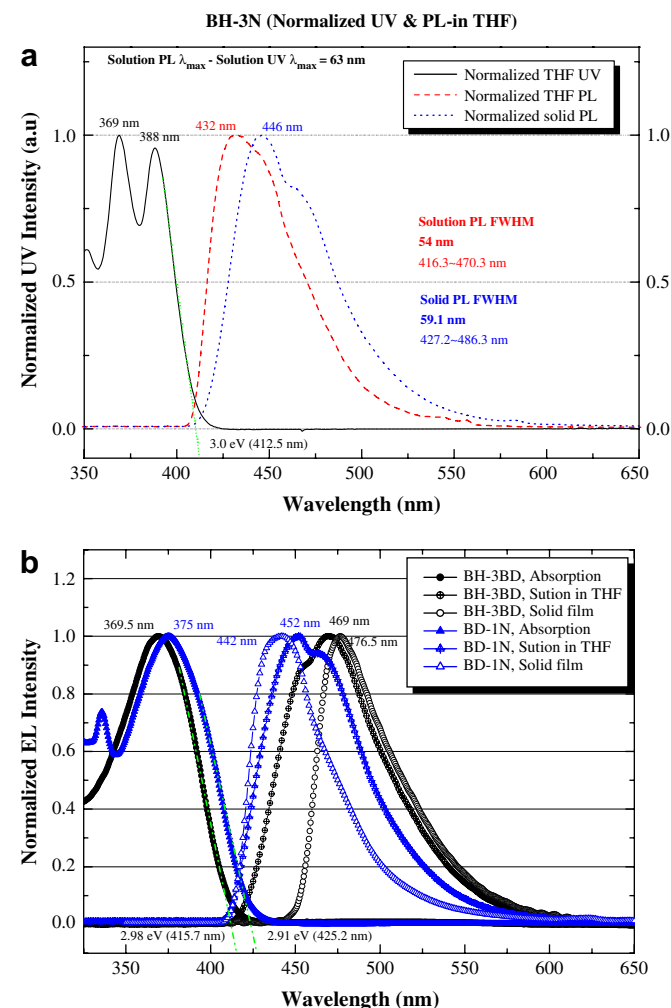 BH-3N (Normalized UV & PL-in THF)
a
Solution PL λmax - Solution UV λmax = 63 nm
Normalized THF UV
Normalized THF PL
Normalized solid PL
369 nm
388 nm
432 nm
446 nm
1.0
0.5
0.0
1.0
0.5
0.0
Normalized UV Intensity (a.u)
Solution PL FWHM
54 nm
416.3~470.3 nm
Solid PL FWHM
59.1 nm
427.2~486.3 nm
3.0 eV (412.5 nm)
350 400 450 500 550 600 650
Wavelength (nm)
b
BH-3BD, Absorption
BH-3BD, Sution in THF
BH-3BD, Solid film
BD-1N, Absorption
BD-1N, Sution in THF
BD-1N, Solid film
369.5 nm
375 nm
442 nm
452 nm
469 nm
476.5 nm
1.2
1.0
0.8
0.6
0.4
0.2
0.0
Normalized EL Intensity
2.98 eV (415.7 nm)
2.91 eV (425.2 nm)
350 400 450 500 550 600 650
Wavelength (nm)